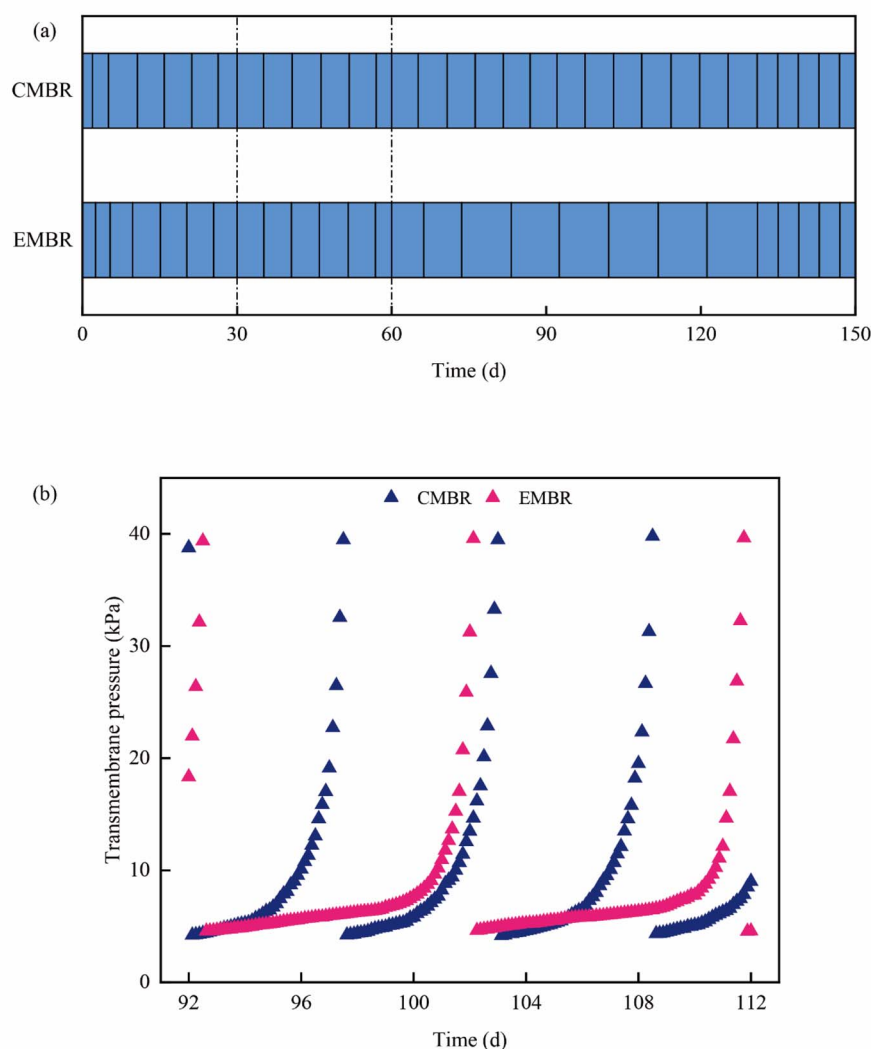 (a)
CMBR
EMBR
0 30 60 90 120 150
Time (d)
(b)
CMBR EMBR
40
30
20
10
0
Transmembrane pressure (kPa)
92 96 100 104 108 112
Time (d)